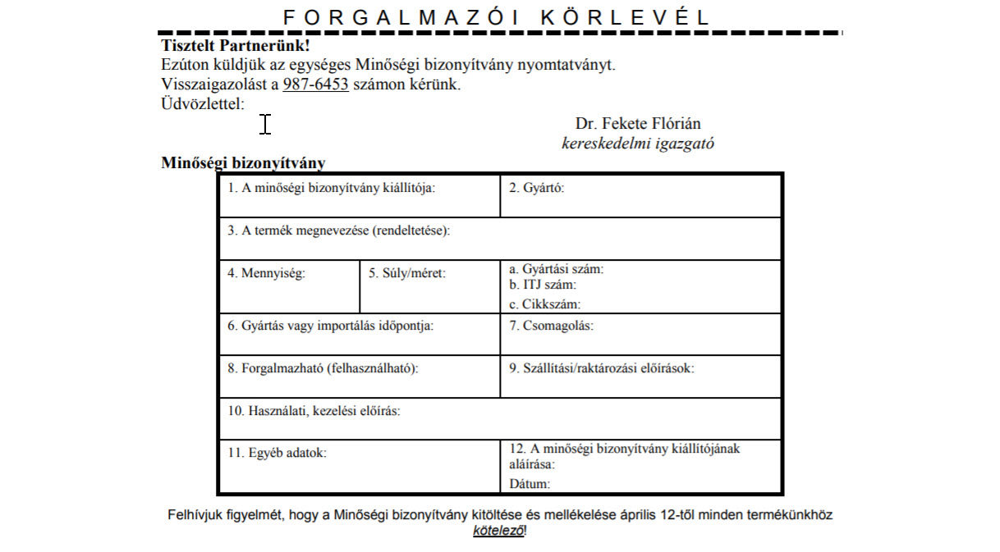 FORGALMAZÓI KÖRLEVÉL
Tisztelt Partnerünk!
Ezúton küldjük az egységes Minőségi bizonyítvány nyomtatványt.
Visszaigazolást a 987-6453 számon kérünk.
Üdvözlettel:
Dr. Fekete Flórián
kereskedelmi igazgató
Minőségi bizonyítvány
1. A minőségi bizonyítvány kiállítója:
2. Gyártó:
3. A termék megnevezése (rendeltetése):
4. Mennyiség:
5. Súly/méret:
a. Gyártási szám:
b. ITJ szám:
c. Cikkszám:
6. Gyártás vagy importálás időpontja:
7. Csomagolás:
8. Forgalmazható (felhasználható):
9. Szállítási/raktározási előírások:
10. Használati, kezelési előírás:
11. Egyéb adatok:
12. A minőségi bizonyítvány kiállítójának
aláírása:
Dátum:
Felhívjuk figyelmét, hogy a Minőségi bizonyítvány kitöltése és mellékelése április 12-től minden termékünkhöz
kötelező!